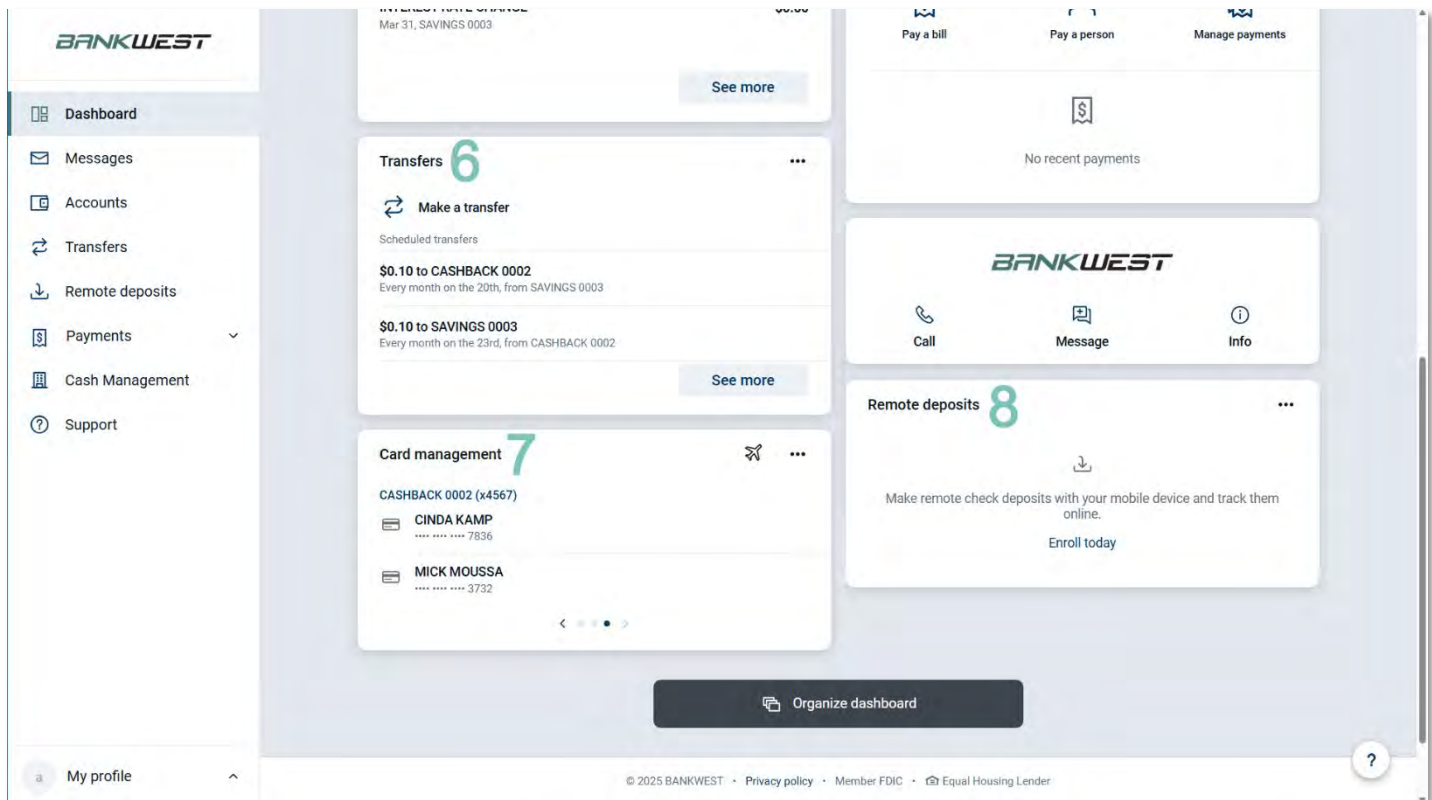 BANKWEST
Dashboard
Messages
Accounts
Transfers
Remote deposits
Payments
Cash Management
Support
a My profile
INTEREST RATE CHANGE $0.00
Mar 31, SAVINGS 0003
See more
Transfers 6
Make a transfer
Scheduled transfers
$0.10 to CASHBACK 0002
Every month on the 20th, from SAVINGS 0003
$0.10 to SAVINGS 0003
Every month on the 23rd, from CASHBACK 0002
See more
Card management 7
CASHBACK 0002 (x4567)
CINDA KAMP
•••• •••• •••• 7836
MICK MOUSSA
•••• •••• •••• 3732
Pay a bill Pay a person Manage payments
No recent payments
BANKWEST
Call Message Info
Remote deposits 8
Make remote check deposits with your mobile device and track them
online.
Enroll today
Organize dashboard
© 2025 BANKWEST • Privacy policy • Member FDIC • Equal Housing Lender
?